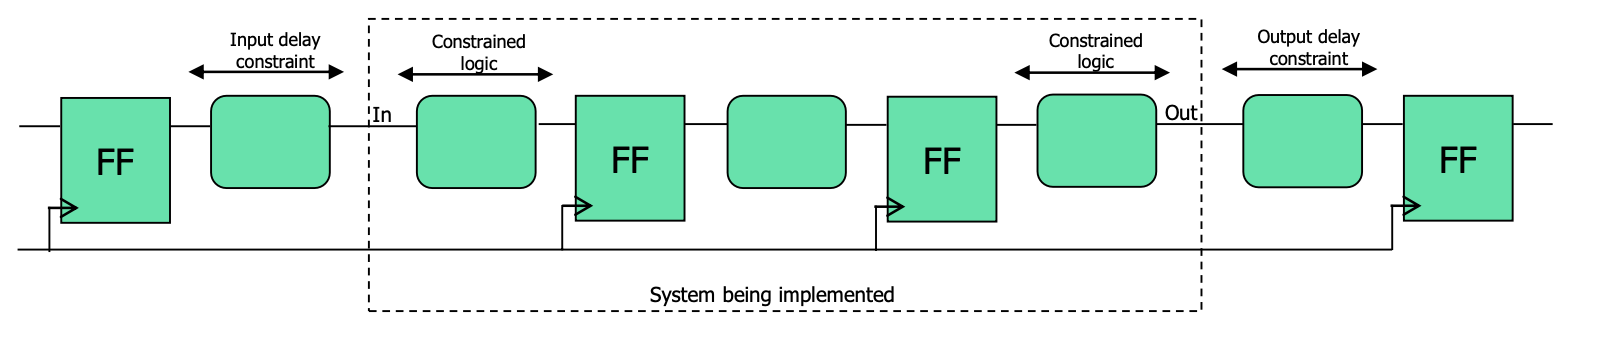 Input delay
constraint
Constrained
logic
Constrained
logic
Output delay
constraint
In
Out
FF
FF
FF
FF
System being implemented